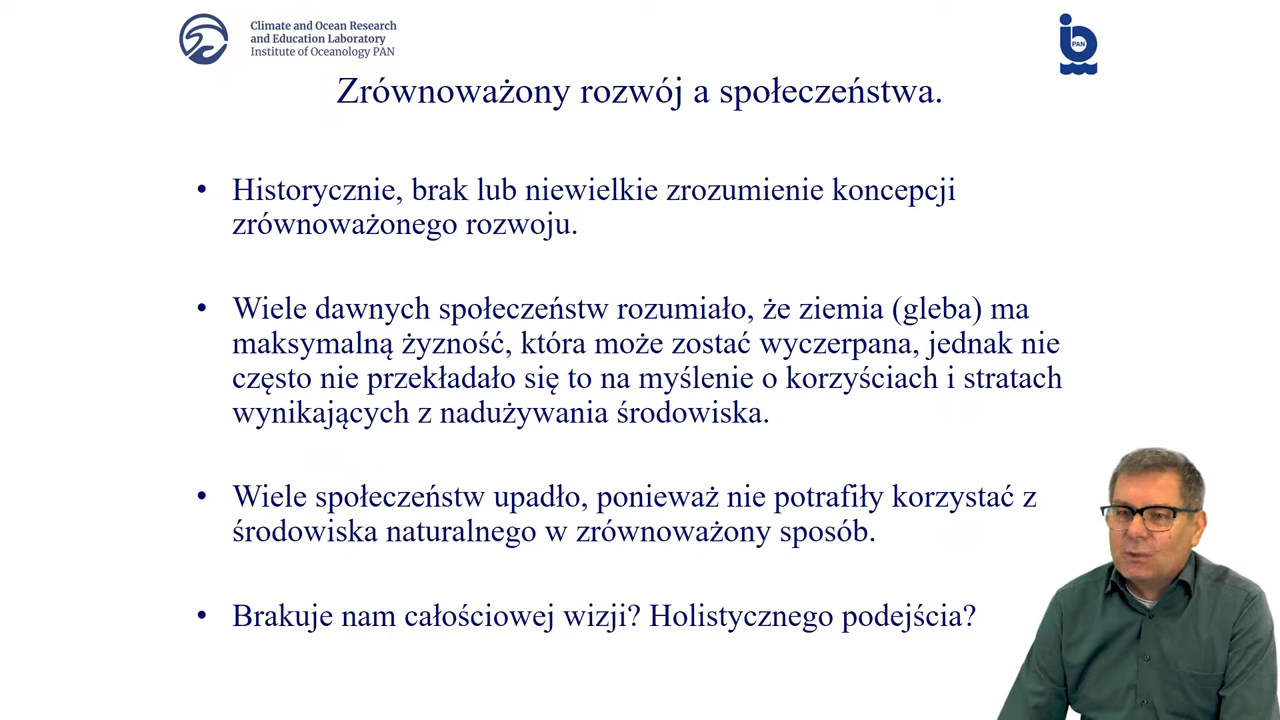 Climate and Ocean Research
and Education Laboratory
Institute of Oceanology PAN
PAN
Zrównoważony rozwój a społeczeństwa.
• Historycznie, brak lub niewielkie zrozumienie koncepcji
zrównoważonego rozwoju.
• Wiele dawnych społeczeństw rozumiało, że ziemia (gleba) ma
maksymalną żyzność, która może zostać wyczerpana, jednak nie
często nie przekładało się to na myślenie o korzyściach i stratach
wynikających z nadużywania środowiska.
• Wiele społeczeństw upadło, ponieważ nie potrafiły korzystać z
środowiska naturalnego w zrównoważony sposób.
• Brakuje nam całościowej wizji? Holistycznego podejścia?